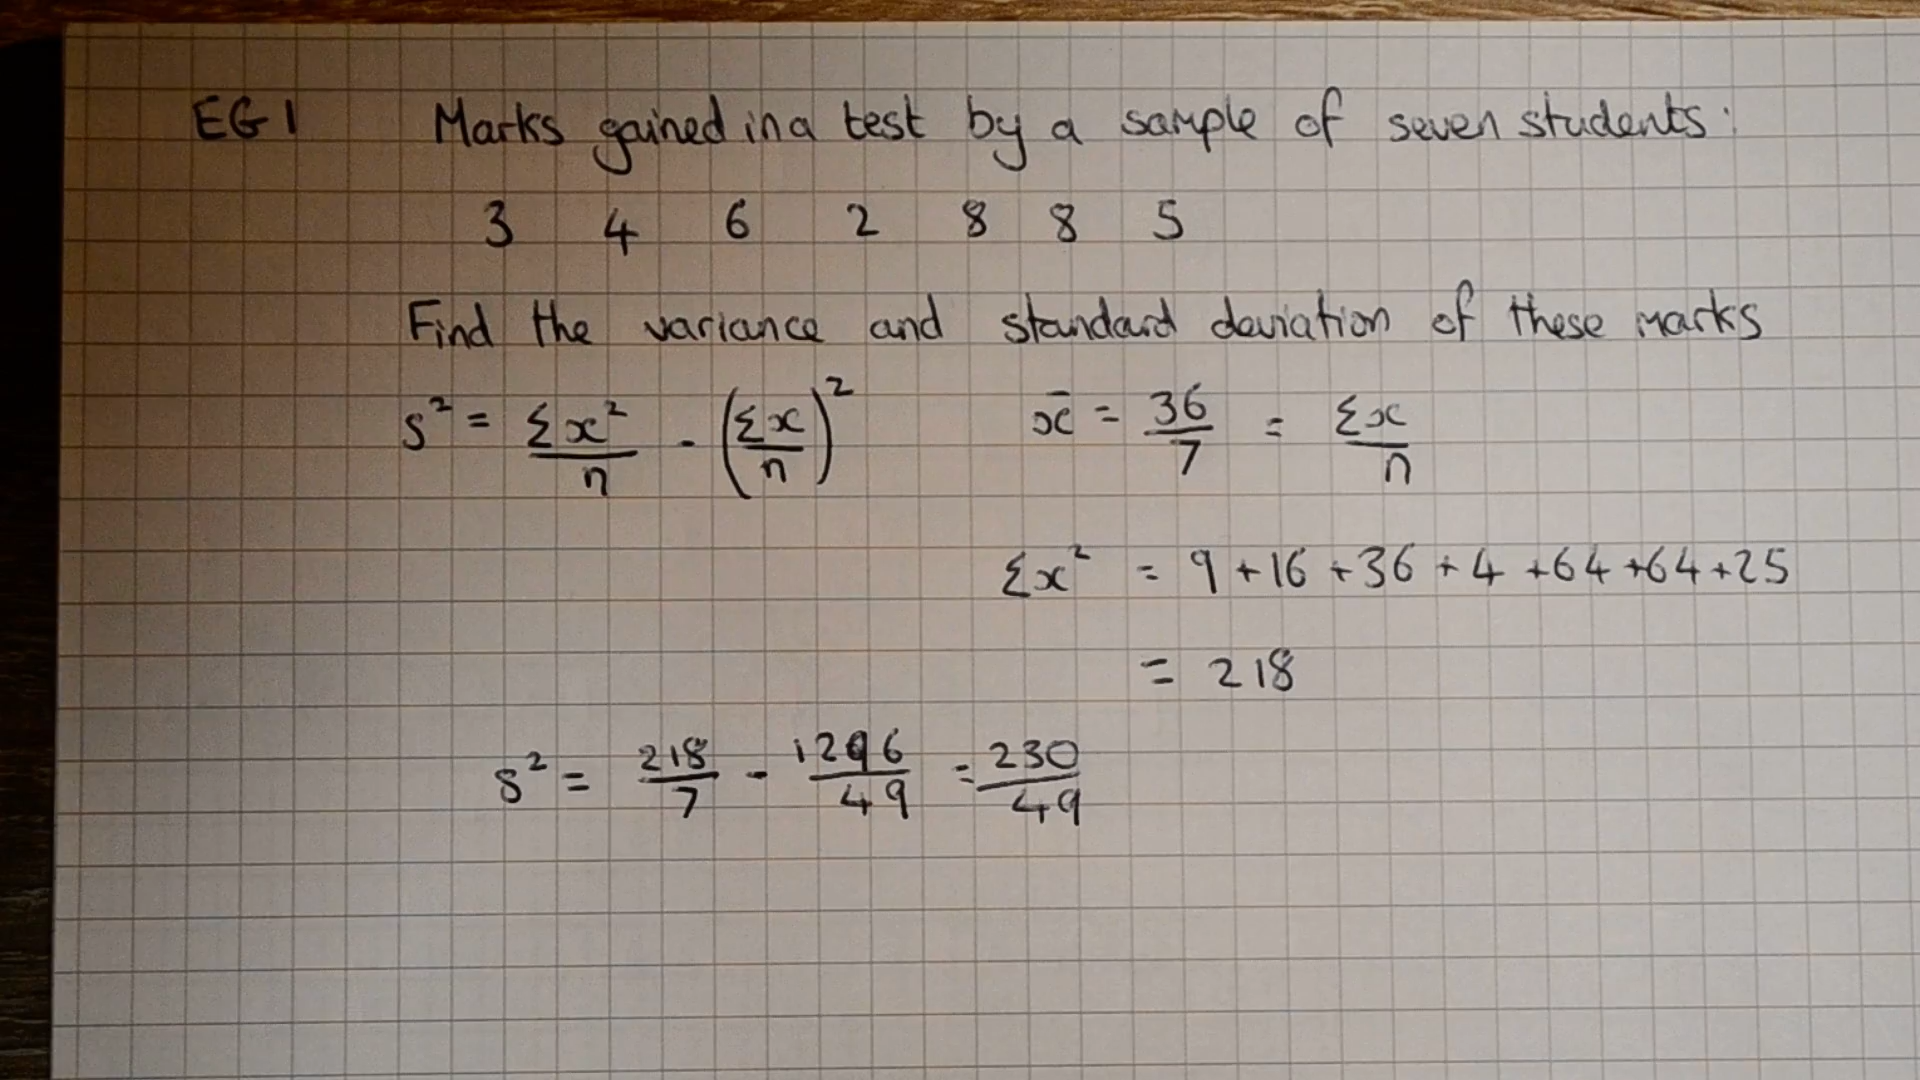 EG 1 Marks gained in a test by a sample of seven students:
3 4 6 2 8 8 5
Find the variance and standard deviation of these marks
s² = Σx²/n - (Σx/n)² x̄ = 36/7 = Σx/n
Σx² = 9 + 16 + 36 + 4 + 64 + 64 + 25
= 218
s² = 218/7 - 1296/49 = 230/49